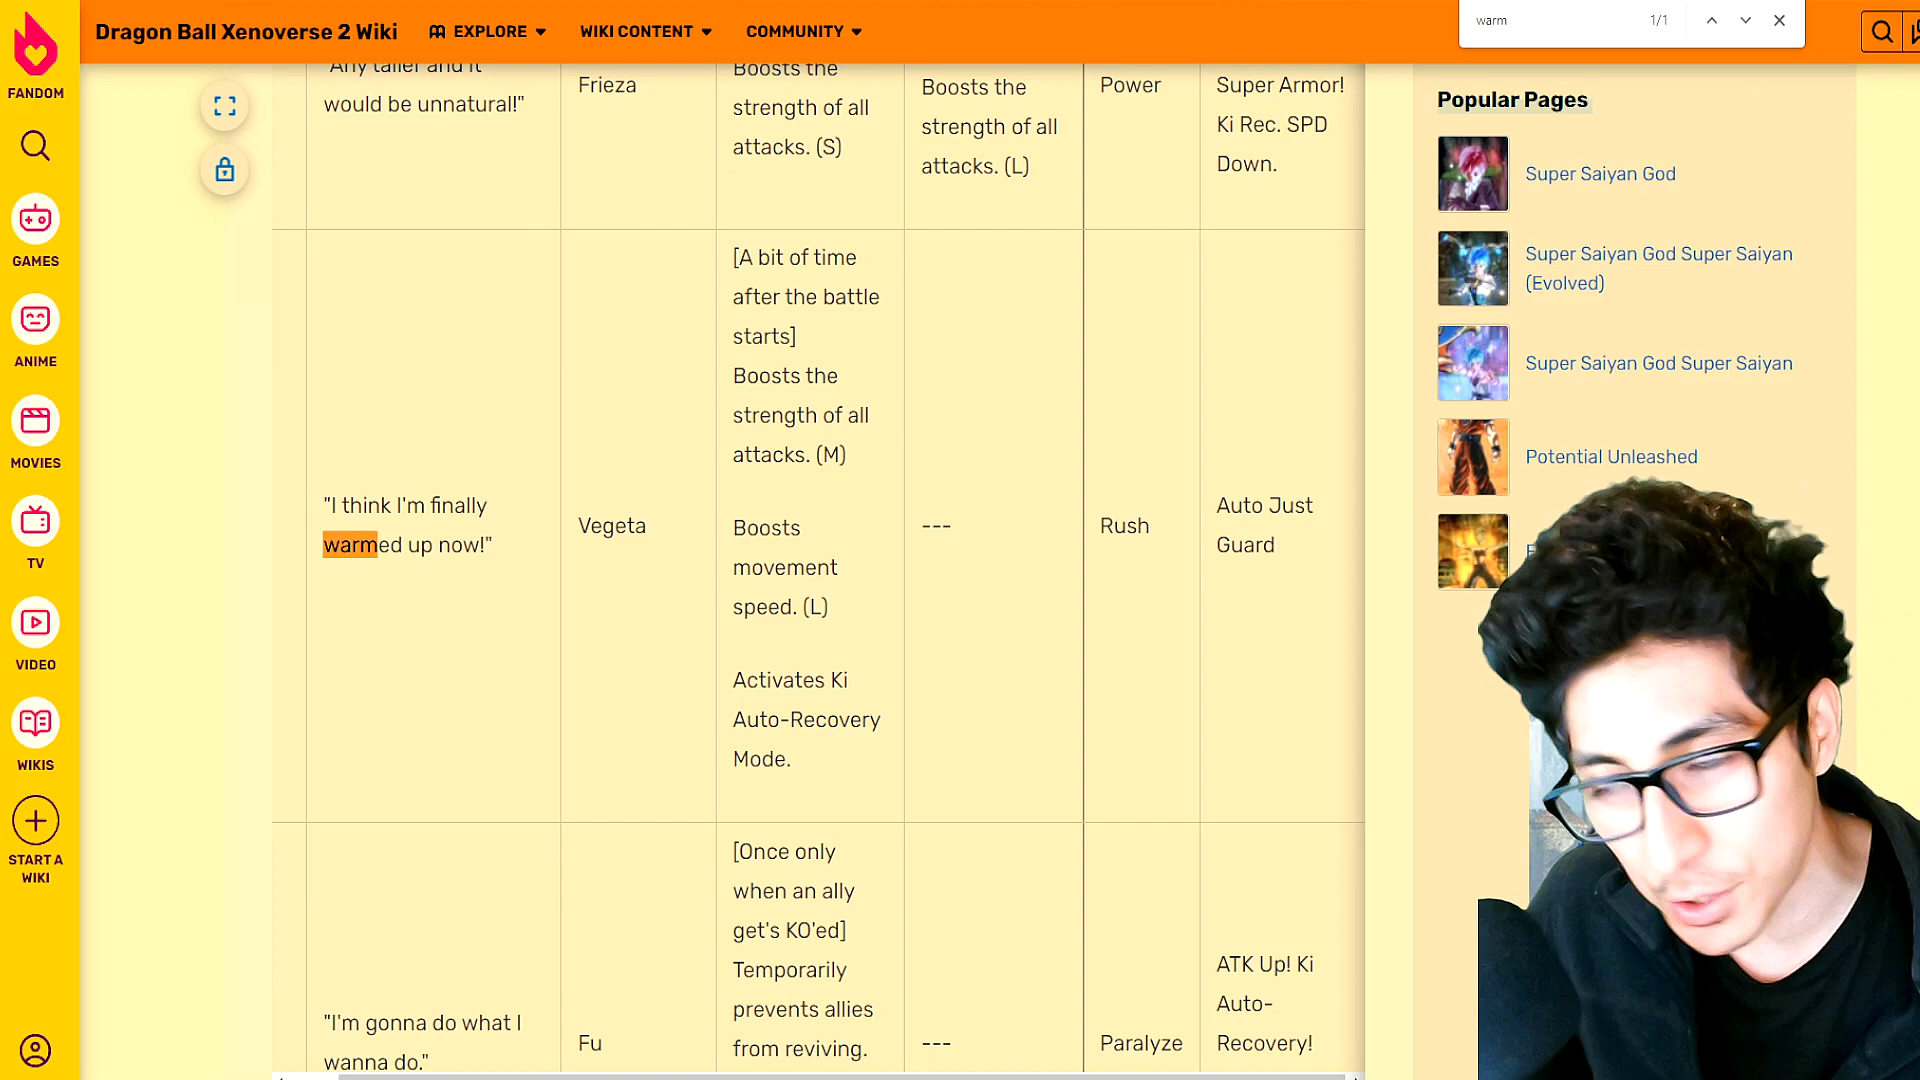 Dragon Ball Xenoverse 2 Wiki
EXPLORE
WIKI CONTENT
COMMUNITY
warm
1/1
FANDOM
GAMES
ANIME
MOVIES
TV
VIDEO
WIKIS
START A
WIKI
"Any taller and it
would be unnatural!"
Frieza
Boosts the
strength of all
attacks. (S)
Boosts the
strength of all
attacks. (L)
Power
Super Armor!
Ki Rec. SPD
Down.
"I think I'm finally
warmed up now!"
Vegeta
[A bit of time
after the battle
starts]
Boosts the
strength of all
attacks. (M)
Boosts
movement
speed. (L)
Activates Ki
Auto-Recovery
Mode.
---
Rush
Auto Just
Guard
"I'm gonna do what I
wanna do."
Fu
[Once only
when an ally
get's KO'ed]
Temporarily
prevents allies
from reviving.
---
Paralyze
ATK Up! Ki
Auto-
Recovery!
Popular Pages
Super Saiyan God
Super Saiyan God Super Saiyan
(Evolved)
Super Saiyan God Super Saiyan
Potential Unleashed